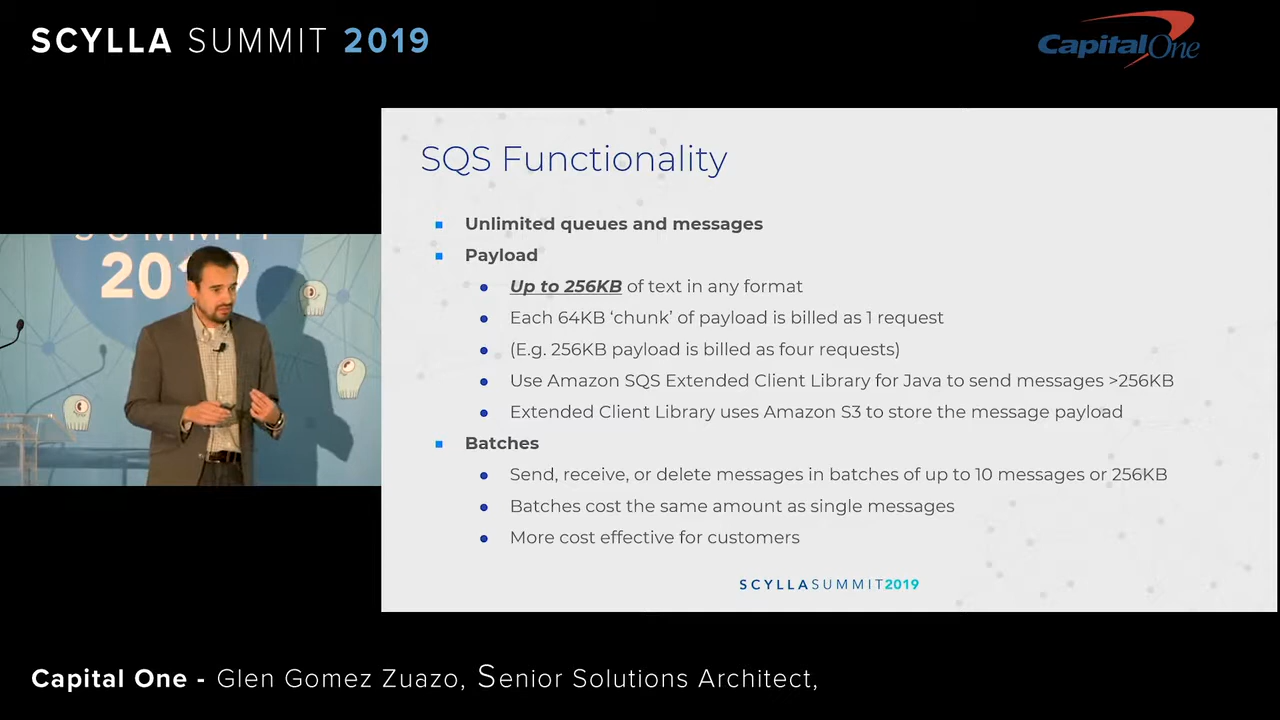 SCYLLA SUMMIT 2019
CapitalOne
SQS Functionality
Unlimited queues and messages
Payload
Up to 256KB of text in any format
Each 64KB ‘chunk’ of payload is billed as 1 request
(E.g. 256KB payload is billed as four requests)
Use Amazon SQS Extended Client Library for Java to send messages >256KB
Extended Client Library uses Amazon S3 to store the message payload
Batches
Send, receive, or delete messages in batches of up to 10 messages or 256KB
Batches cost the same amount as single messages
More cost effective for customers
SCYLLASUMMIT2019
SUMMIT
2019
Capital One - Glen Gomez Zuazo, Senior Solutions Architect,